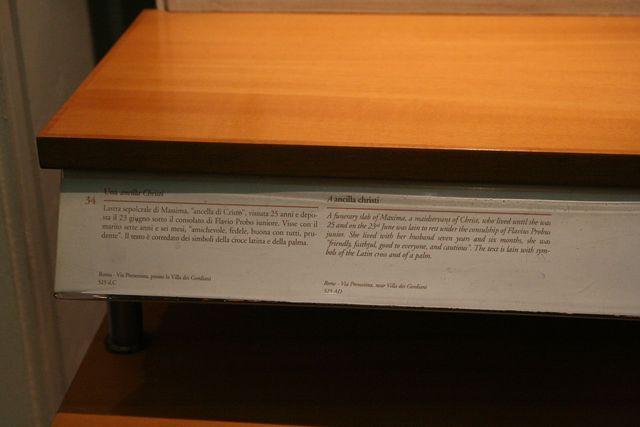 34
Una ancilla Christi
Lastra sepolcrale di Massima, "ancella di Cristo", vissuta 25 anni e depo-
sta il 23 giugno sotto il consolato di Flavio Probo iuniore. Visse con il
marito sette anni e sei mesi, "amichevole, fedele, buona con tutti, pru-
dente". Il testo è corredato dei simboli della croce latina e della palma.
Roma - Via Prenestina, presso la Villa dei Gordiani
525 d.C
A ancilla christi
A funerary slab of Maxima, a maidservant of Christ, who lived until she was
25 and on the 23rd june was lain to rest under the consulship of Flavius Probus
junior. She lived with her husband seven years and six months, she was
"friendly, faithful, good to everyone, and cautious". The text is lain with sym-
bols of the Latin cross and of a palm.
Rome - Via Prenestina, near Villa dei Gordiani
525 AD